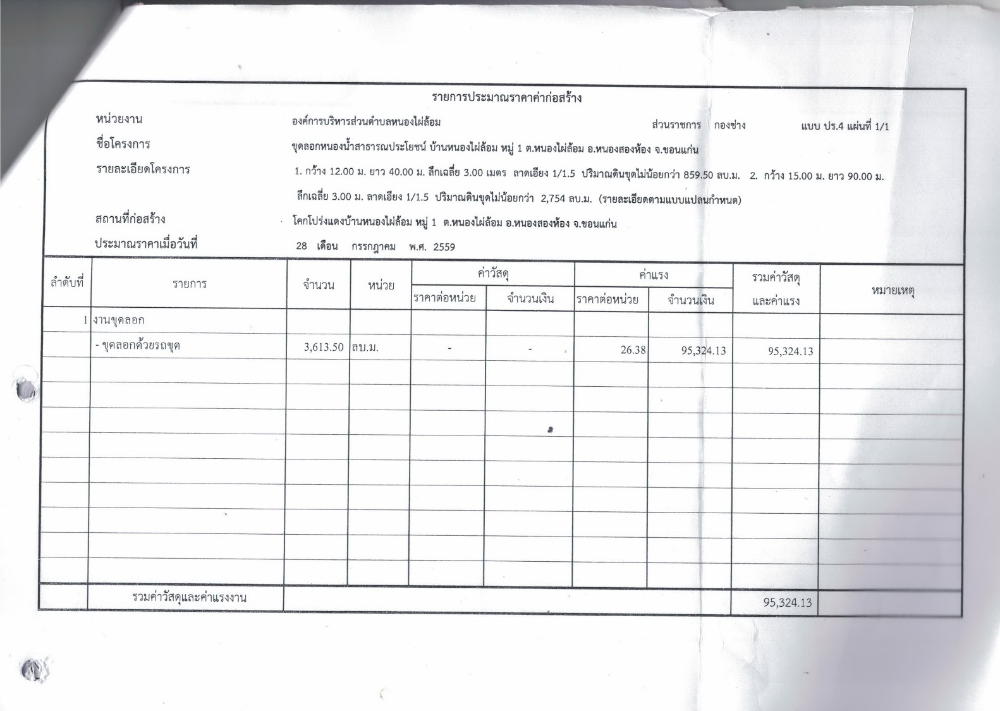 รายการประมาณราคาค่าก่อสร้าง
หน่วยงาน องค์การบริหารส่วนตำบลหนองไผ่ล้อม ส่วนราชการ กองช่าง แบบ ปร.4 แผ่นที่ 1/1
ชื่อโครงการ ขุดลอกหนองน้ำสาธารณประโยชน์ บ้านหนองไผ่ล้อม หมู่ 1 ต.หนองไผ่ล้อม อ.หนองสองห้อง จ.ขอนแก่น
รายละเอียดโครงการ 1. กว้าง 12.00 ม. ยาว 40.00 ม. ลึกเฉลี่ย 3.00 เมตร ลาดเอียง 1/1.5 ปริมาณดินขุดไม่น้อยกว่า 859.50 ลบ.ม. 2. กว้าง 15.00 ม. ยาว 90.00 ม.
ลึกเฉลี่ย 3.00 ม. ลาดเอียง 1/1.5 ปริมาณดินขุดไม่น้อยกว่า 2,754 ลบ.ม. (รายละเอียดตามแบบแปลนกำหนด)
สถานที่ก่อสร้าง โคกโปร่งแดงบ้านหนองไผ่ล้อม หมู่ 1 ต.หนองไผ่ล้อม อ.หนองสองห้อง จ.ขอนแก่น
ประมาณราคาเมื่อวันที่ 28 เดือน กรกฎาคม พ.ศ. 2559
ลำดับที่ รายการ จำนวน หน่วย ค่าวัสดุ ค่าแรง รวมค่าวัสดุ หมายเหตุ
ราคาต่อหน่วย จำนวนเงิน ราคาต่อหน่วย จำนวนเงิน และค่าแรง
1 งานขุดลอก
- ขุดลอกด้วยรถขุด 3,613.50 ลบ.ม. - - 26.38 95,324.13 95,324.13
รวมค่าวัสดุและค่าแรงงาน 95,324.13